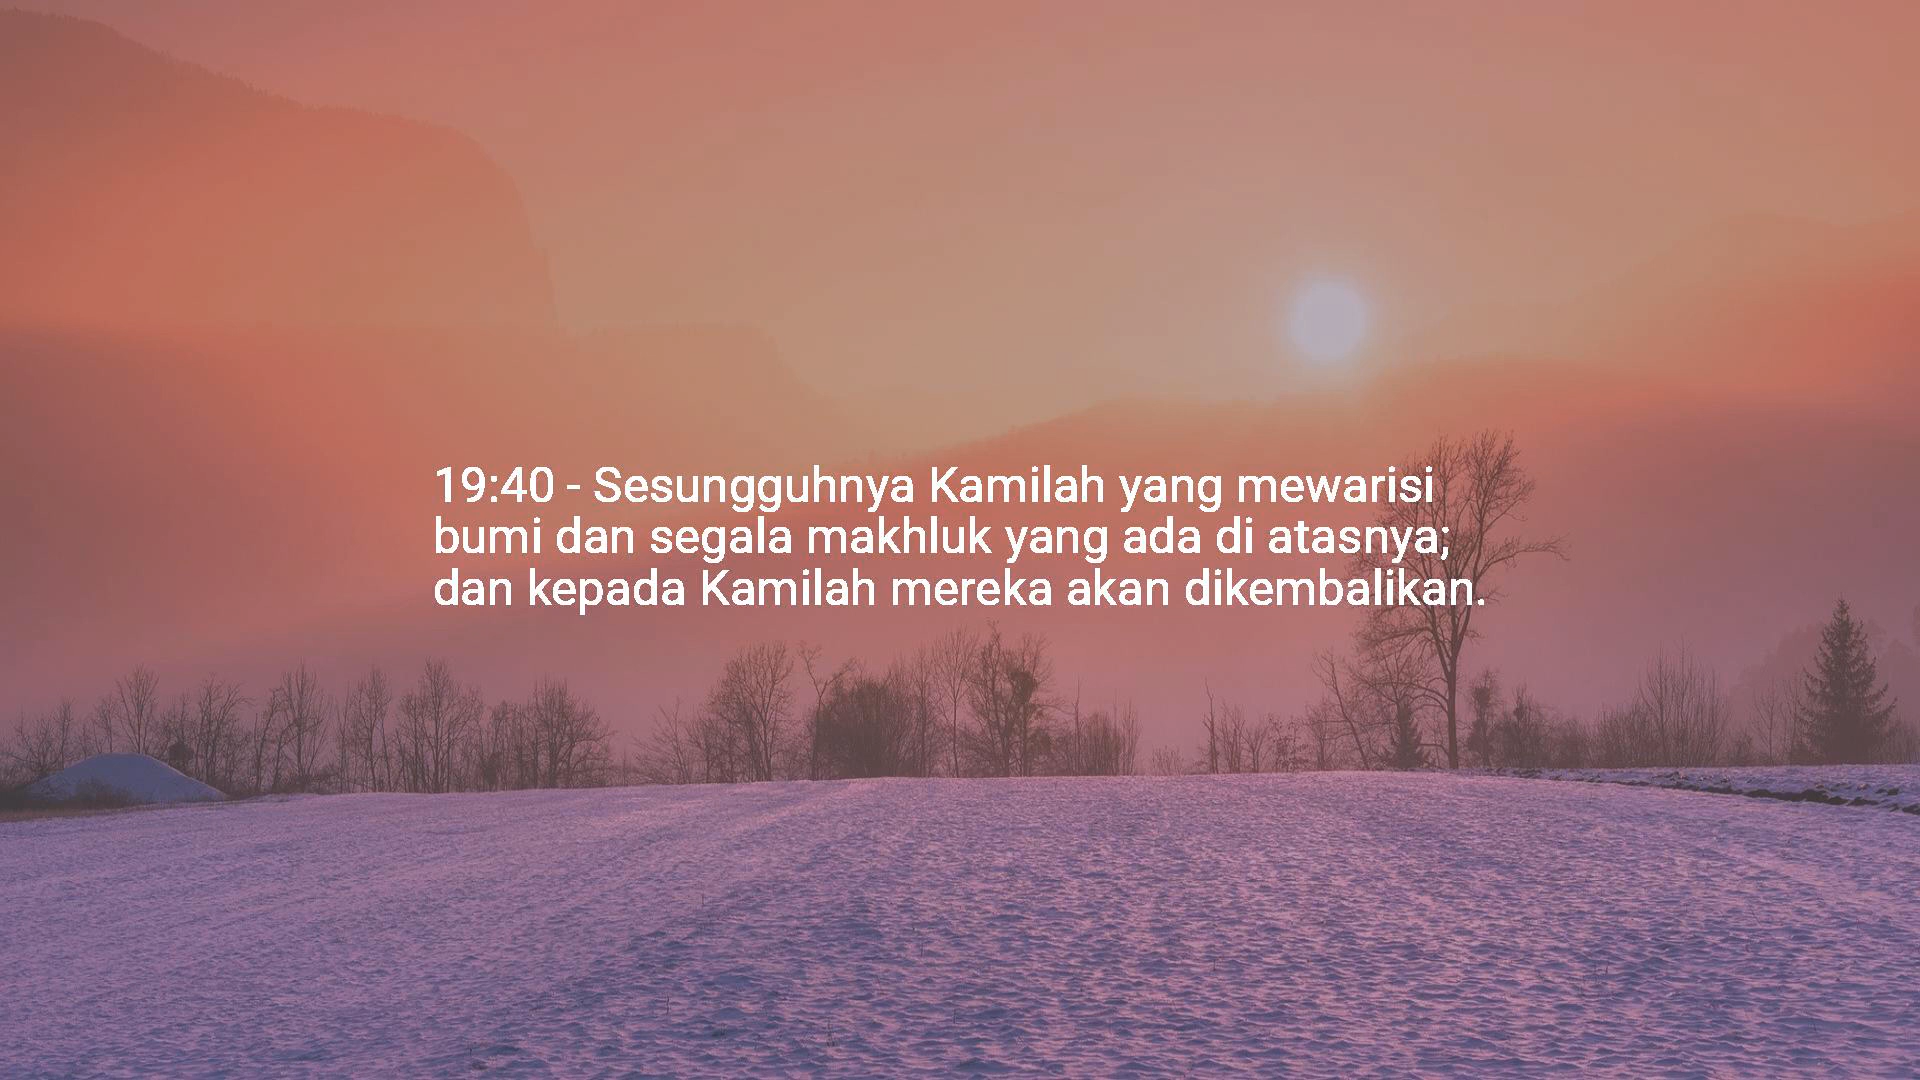 19:40 - Sesungguhnya Kamilah yang mewarisi
bumi dan segala makhluk yang ada di atasnya;
dan kepada Kamilah mereka akan dikembalikan.